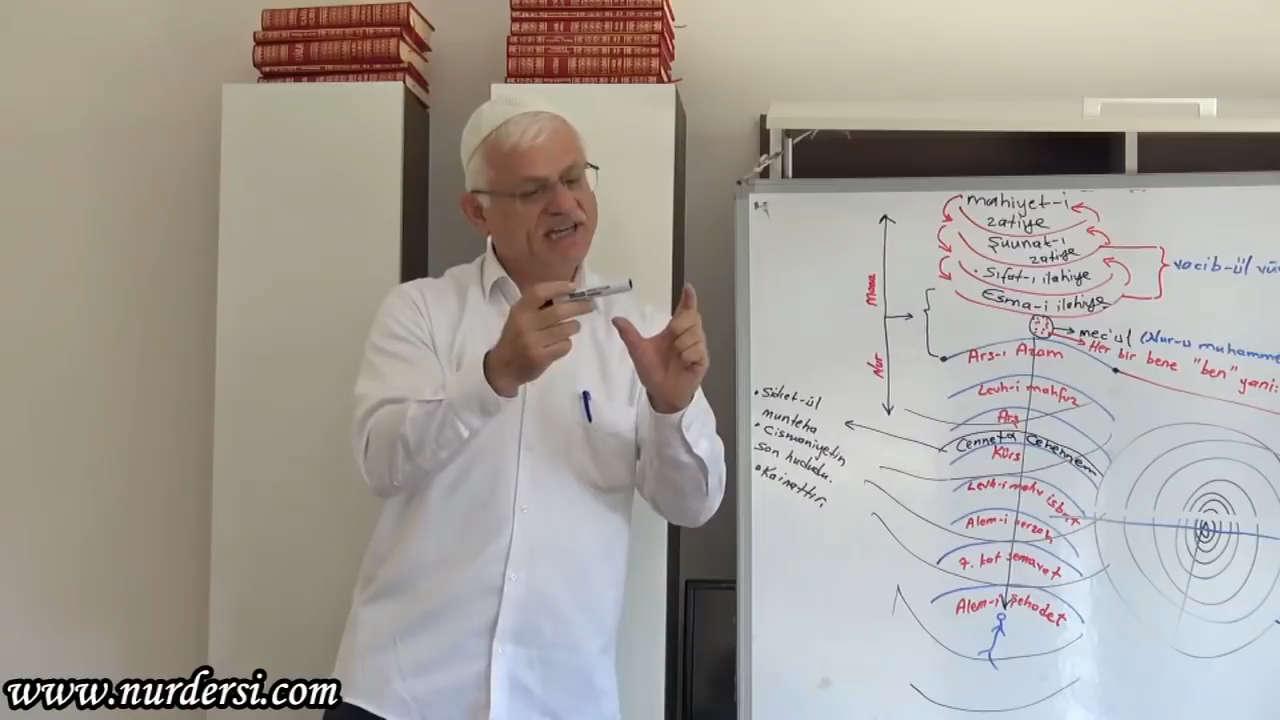 mahiyet-i
zatiye
Şuunat-ı
zatiye
Sıfat-ı ilahiye
Esma-i ilahiye
vacib-ül vü
Mana
Nur
mec'ul (Nur-u muhamme
Her bir bene "ben" yani:
Ars-ı Azam
Levh-i mahfuz
Arş
Cennet Cehennem
Kürs
Levh-i mahv isbat
Alem-i berzah
7. kat semavat
Alem-i şehadet
• Sidret-ül
munteha
• Cismaniyetin
son hududu.
• Kainattır
www.nurdersi.com